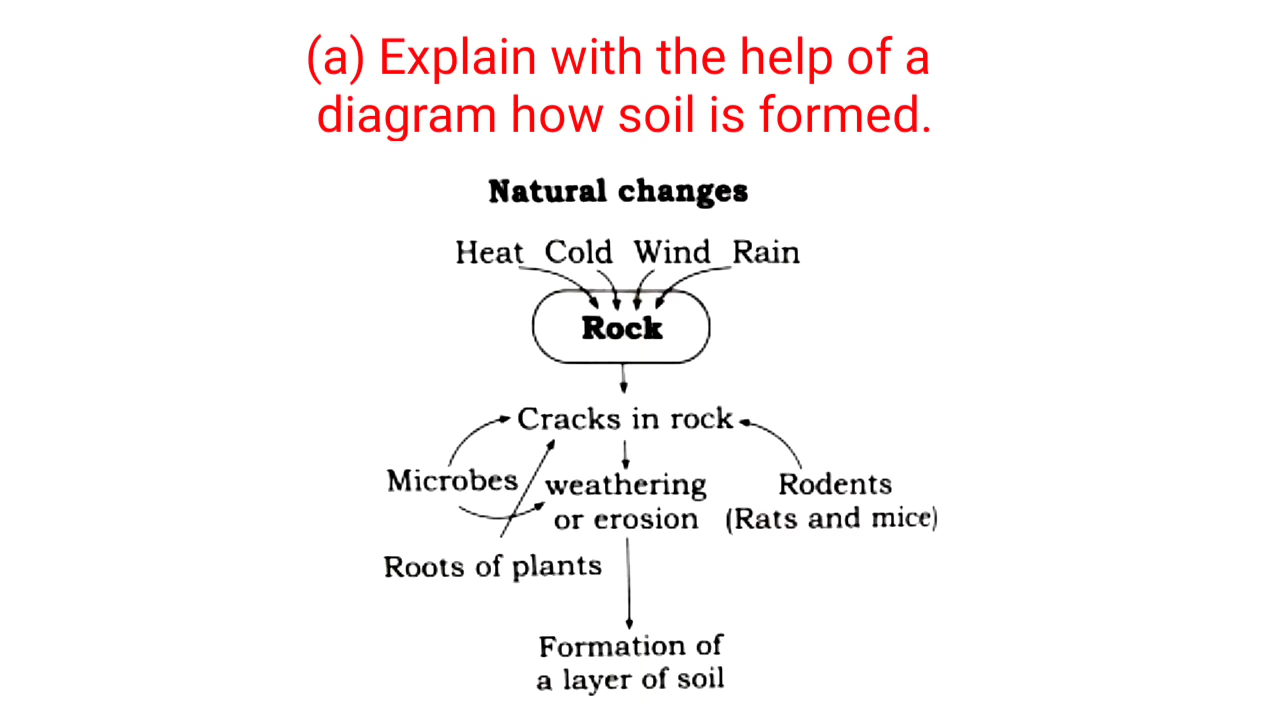 (a) Explain with the help of a
diagram how soil is formed.
Natural changes
Heat Cold Wind Rain
Rock
Cracks in rock
Microbes
weathering
or erosion
Rodents
(Rats and mice)
Roots of plants
Formation of
a layer of soil